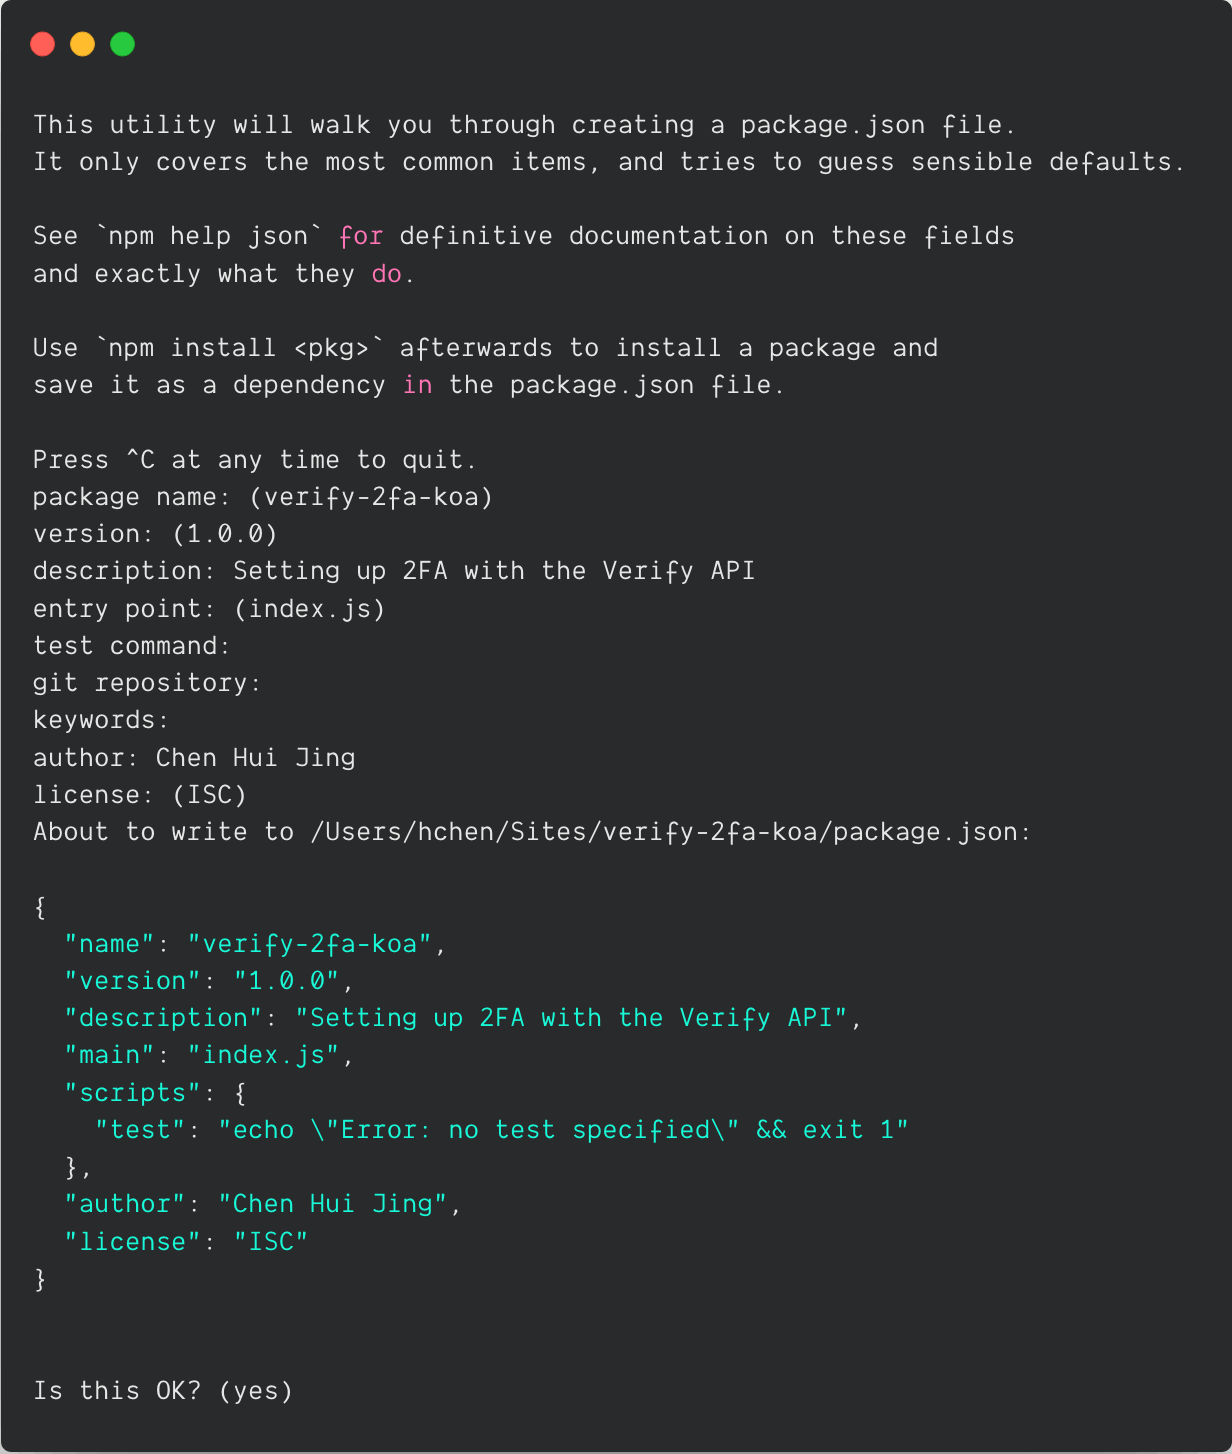 This utility will walk you through creating a package.json file.
It only covers the most common items, and tries to guess sensible defaults.
See `npm help json` for definitive documentation on these fields
and exactly what they do.
Use `npm install <pkg>` afterwards to install a package and
save it as a dependency in the package.json file.
Press ^C at any time to quit.
package name: (verify-2fa-koa)
version: (1.0.0)
description: Setting up 2FA with the Verify API
entry point: (index.js)
test command:
git repository:
keywords:
author: Chen Hui Jing
license: (ISC)
About to write to /Users/hchen/Sites/verify-2fa-koa/package.json:
{
  "name": "verify-2fa-koa",
  "version": "1.0.0",
  "description": "Setting up 2FA with the Verify API",
  "main": "index.js",
  "scripts": {
    "test": "echo \"Error: no test specified\" && exit 1"
  },
  "author": "Chen Hui Jing",
  "license": "ISC"
}
Is this OK? (yes)